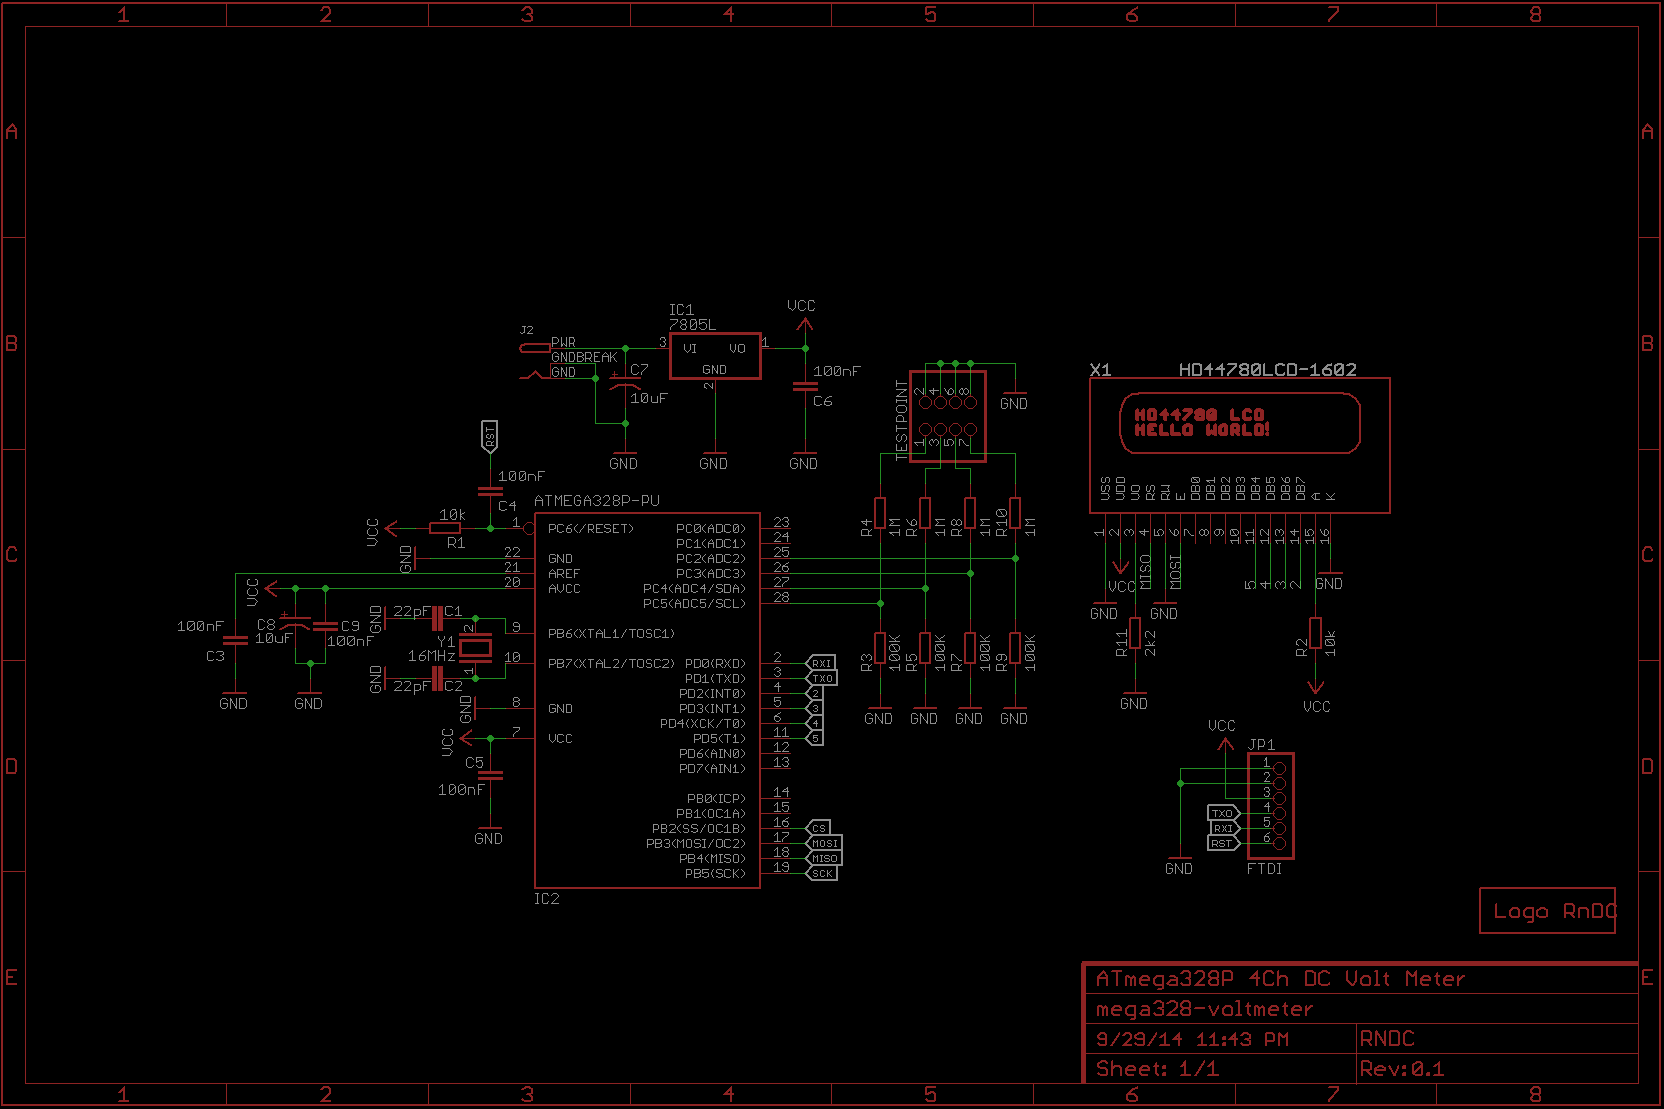 1 2 3 4 5 6 7 8
A A
B B
C C
D D
E E
J2
PWR
GNDBREAK
GND
C7
10uF
GND
IC1
7805L
3 VI VO 1
GND
2
GND
VCC
100nF
C6
GND
RST
100nF
C4
VCC
10k
R1
GND
VCC
100nF
C3
GND
C8
10uF
C9
100nF
GND
GND
22pF C1
2
Y1
16MHz
1
GND
22pF C2
GND
VCC
C5
100nF
GND
ATMEGA328P-PU
1 PC6(/RESET)
22 GND
21 AREF
20 AVCC
9 PB6(XTAL1/TOSC1)
10 PB7(XTAL2/TOSC2)
8 GND
7 VCC
PC0(ADC0) 23
PC1(ADC1) 24
PC2(ADC2) 25
PC3(ADC3) 26
PC4(ADC4/SDA) 27
PC5(ADC5/SCL) 28
PD0(RXD) 2 RXI
PD1(TXD) 3 TXO
PD2(INT0) 4 2
PD3(INT1) 5 3
PD4(XCK/T0) 6 4
PD5(T1) 11 5
PD6(AIN0) 12
PD7(AIN1) 13
PB0(ICP) 14
PB1(OC1A) 15
PB2(SS/OC1B) 16 CS
PB3(MOSI/OC2) 17 MOSI
PB4(MISO) 18 MISO
PB5(SCK) 19 SCK
IC2
TESTPOINT
2 4 6 8
1 3 5 7
GND
R4 1M R6 1M R8 1M R10 1M
R3 100K R5 100K R7 100K R9 100K
GND GND GND GND
X1 HD44780LCD-1602
HD44780 LCD
HELLO WORLD!
VSS VDD VO RS RW E DB0 DB1 DB2 DB3 DB4 DB5 DB6 DB7 A K
1 2 3 4 5 6 7 8 9 10 11 12 13 14 15 16
VCC MISO MOSI 5 4 3 2 GND
GND GND
R11 2k2
GND
R2 10k
VCC
VCC
JP1
1
2
3
TXO 4
RXI 5
RST 6
GND
FTDI
Logo RnDC
ATmega328P 4Ch DC Volt Meter
mega328-voltmeter
9/29/14 11:43 PM RNDC
Sheet: 1/1 Rev:0.1
1 2 3 4 5 6 7 8